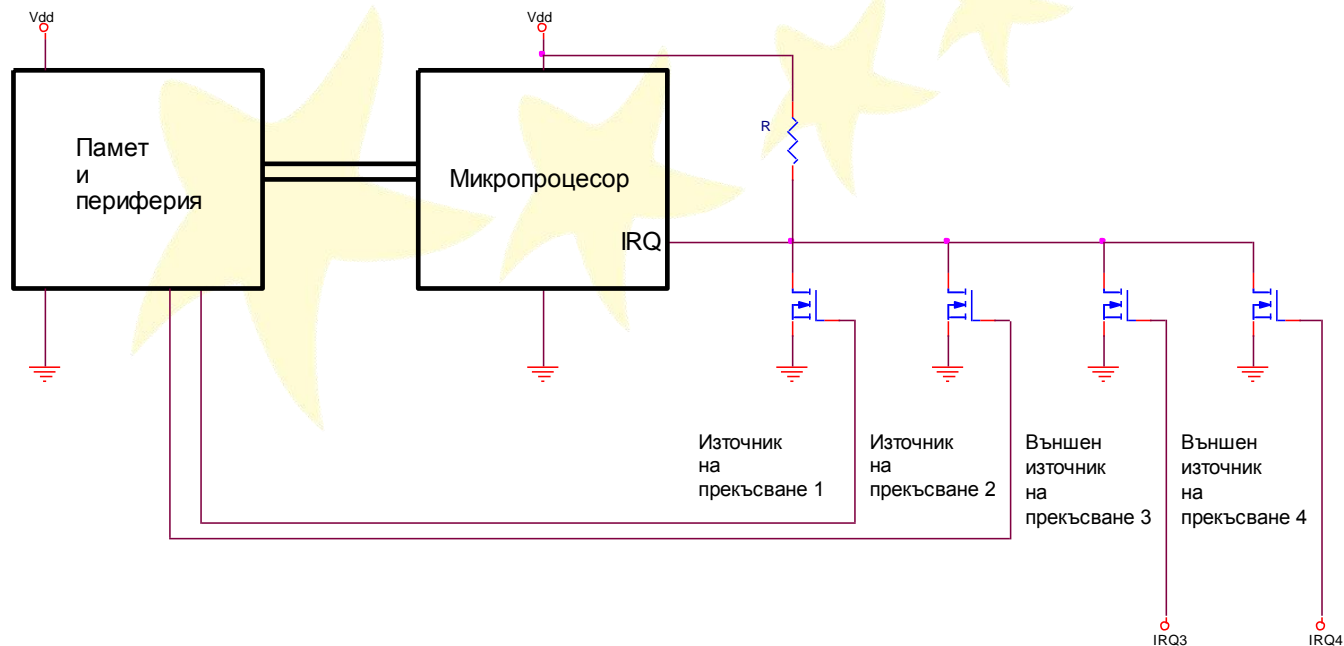 Vdd
Vdd
Памет
и
периферия
Микропроцесор
IRQ
R
Източник
на
прекъсване 1
Източник
на
прекъсване 2
Външен
източник
на
прекъсване 3
Външен
източник
на
прекъсване 4
IRQ3
IRQ4